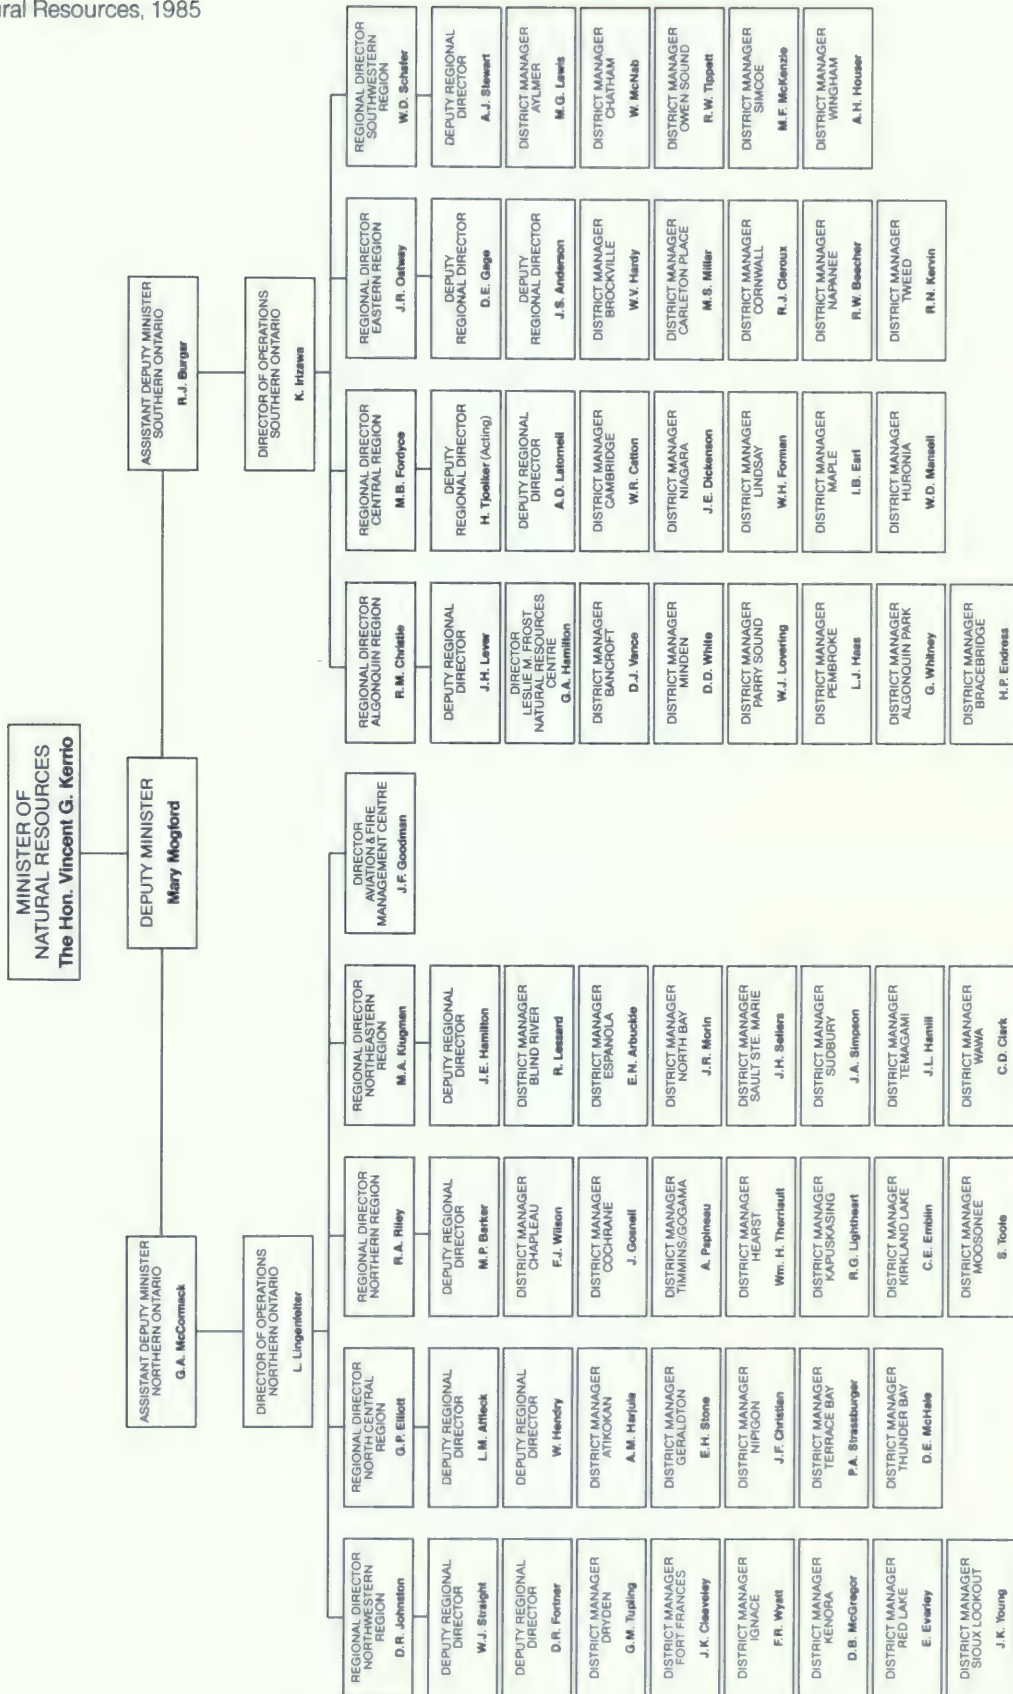 ural Resources, 1985
MINISTER OF
NATURAL RESOURCES
The Hon. Vincent G. Kerrio
DEPUTY MINISTER
Mary Mogford
ASSISTANT DEPUTY MINISTER
NORTHERN ONTARIO
G.A. McCormack
ASSISTANT DEPUTY MINISTER
SOUTHERN ONTARIO
R.J. Burgar
DIRECTOR OF OPERATIONS
NORTHERN ONTARIO
L. Lingenfelter
DIRECTOR OF OPERATIONS
SOUTHERN ONTARIO
K. Irizawa
REGIONAL DIRECTOR
NORTHWESTERN
REGION
D.R. Johnston
DEPUTY REGIONAL
DIRECTOR
W.J. Straight
DEPUTY REGIONAL
DIRECTOR
D.R. Fortner
DISTRICT MANAGER
DRYDEN
G.M. Tupling
DISTRICT MANAGER
FORT FRANCES
J.K. Cleaveley
DISTRICT MANAGER
IGNACE
F.R. Wyatt
DISTRICT MANAGER
KENORA
D.B. McGregor
DISTRICT MANAGER
RED LAKE
E. Everley
DISTRICT MANAGER
SIOUX LOOKOUT
J.K. Young
REGIONAL DIRECTOR
NORTH CENTRAL
REGION
G.P. Elliott
DEPUTY REGIONAL
DIRECTOR
L.M. Affleck
DEPUTY REGIONAL
DIRECTOR
W. Hendry
DISTRICT MANAGER
ATIKOKAN
A.M. Harjula
DISTRICT MANAGER
GERALDTON
E.H. Stone
DISTRICT MANAGER
NIPIGON
J.F. Christian
DISTRICT MANAGER
TERRACE BAY
P.A. Strassburger
DISTRICT MANAGER
THUNDER BAY
D.E. McHale
REGIONAL DIRECTOR
NORTHERN REGION
R.A. Riley
DEPUTY REGIONAL
DIRECTOR
M.P. Barker
DISTRICT MANAGER
CHAPLEAU
F.J. Wilson
DISTRICT MANAGER
COCHRANE
J. Gosnell
DISTRICT MANAGER
TIMMINS/GOGAMA
A. Papineau
DISTRICT MANAGER
HEARST
Wm. H. Therriault
DISTRICT MANAGER
KAPUSKASING
R.G. Lightheart
DISTRICT MANAGER
KIRKLAND LAKE
C.E. Emblin
DISTRICT MANAGER
MOOSONEE
S. Toole
REGIONAL DIRECTOR
NORTHEASTERN
REGION
M.A. Klugman
DEPUTY REGIONAL
DIRECTOR
J.E. Hamilton
DISTRICT MANAGER
BLIND RIVER
R. Lessard
DISTRICT MANAGER
ESPANOLA
E.N. Arbuckle
DISTRICT MANAGER
NORTH BAY
J.R. Morin
DISTRICT MANAGER
SAULT STE. MARIE
J.H. Sellers
DISTRICT MANAGER
SUDBURY
J.A. Simpson
DISTRICT MANAGER
TEMAGAMI
J.L. Hamill
DISTRICT MANAGER
WAWA
C.D. Clark
DIRECTOR
AVIATION & FIRE
MANAGEMENT CENTRE
J.F. Goodman
REGIONAL DIRECTOR
ALGONQUIN REGION
R.M. Christie
DEPUTY REGIONAL
DIRECTOR
J.H. Lever
DIRECTOR
LESLIE M. FROST
NATURAL RESOURCES
CENTRE
G.A. Hamilton
DISTRICT MANAGER
BANCROFT
D.J. Vance
DISTRICT MANAGER
MINDEN
D.D. White
DISTRICT MANAGER
PARRY SOUND
W.J. Lovering
DISTRICT MANAGER
PEMBROKE
L.J. Haas
DISTRICT MANAGER
ALGONQUIN PARK
G. Whitney
DISTRICT MANAGER
BRACEBRIDGE
H.P. Endress
REGIONAL DIRECTOR
CENTRAL REGION
M.B. Fordyce
DEPUTY
REGIONAL DIRECTOR
H. Tjoelker (Acting)
DEPUTY REGIONAL
DIRECTOR
A.D. Latornell
DISTRICT MANAGER
CAMBRIDGE
W.R. Catton
DISTRICT MANAGER
NIAGARA
J.E. Dickenson
DISTRICT MANAGER
LINDSAY
W.H. Forman
DISTRICT MANAGER
MAPLE
I.B. Earl
DISTRICT MANAGER
HURONIA
W.D. Mansell
REGIONAL DIRECTOR
EASTERN REGION
J.R. Oatway
DEPUTY
REGIONAL DIRECTOR
D.E. Gage
DEPUTY
REGIONAL DIRECTOR
J.S. Anderson
DISTRICT MANAGER
BROCKVILLE
W.V. Hardy
DISTRICT MANAGER
CARLETON PLACE
M.S. Millar
DISTRICT MANAGER
CORNWALL
R.J. Cleroux
DISTRICT MANAGER
NAPANEE
R.W. Beecher
DISTRICT MANAGER
TWEED
R.N. Kervin
REGIONAL DIRECTOR
SOUTHWESTERN
REGION
W.D. Schafer
DEPUTY REGIONAL
DIRECTOR
A.J. Stewart
DISTRICT MANAGER
AYLMER
M.G. Lewis
DISTRICT MANAGER
CHATHAM
W. McNab
DISTRICT MANAGER
OWEN SOUND
R.W. Tippett
DISTRICT MANAGER
SIMCOE
M.F. McKenzie
DISTRICT MANAGER
WINGHAM
A.H. Houser